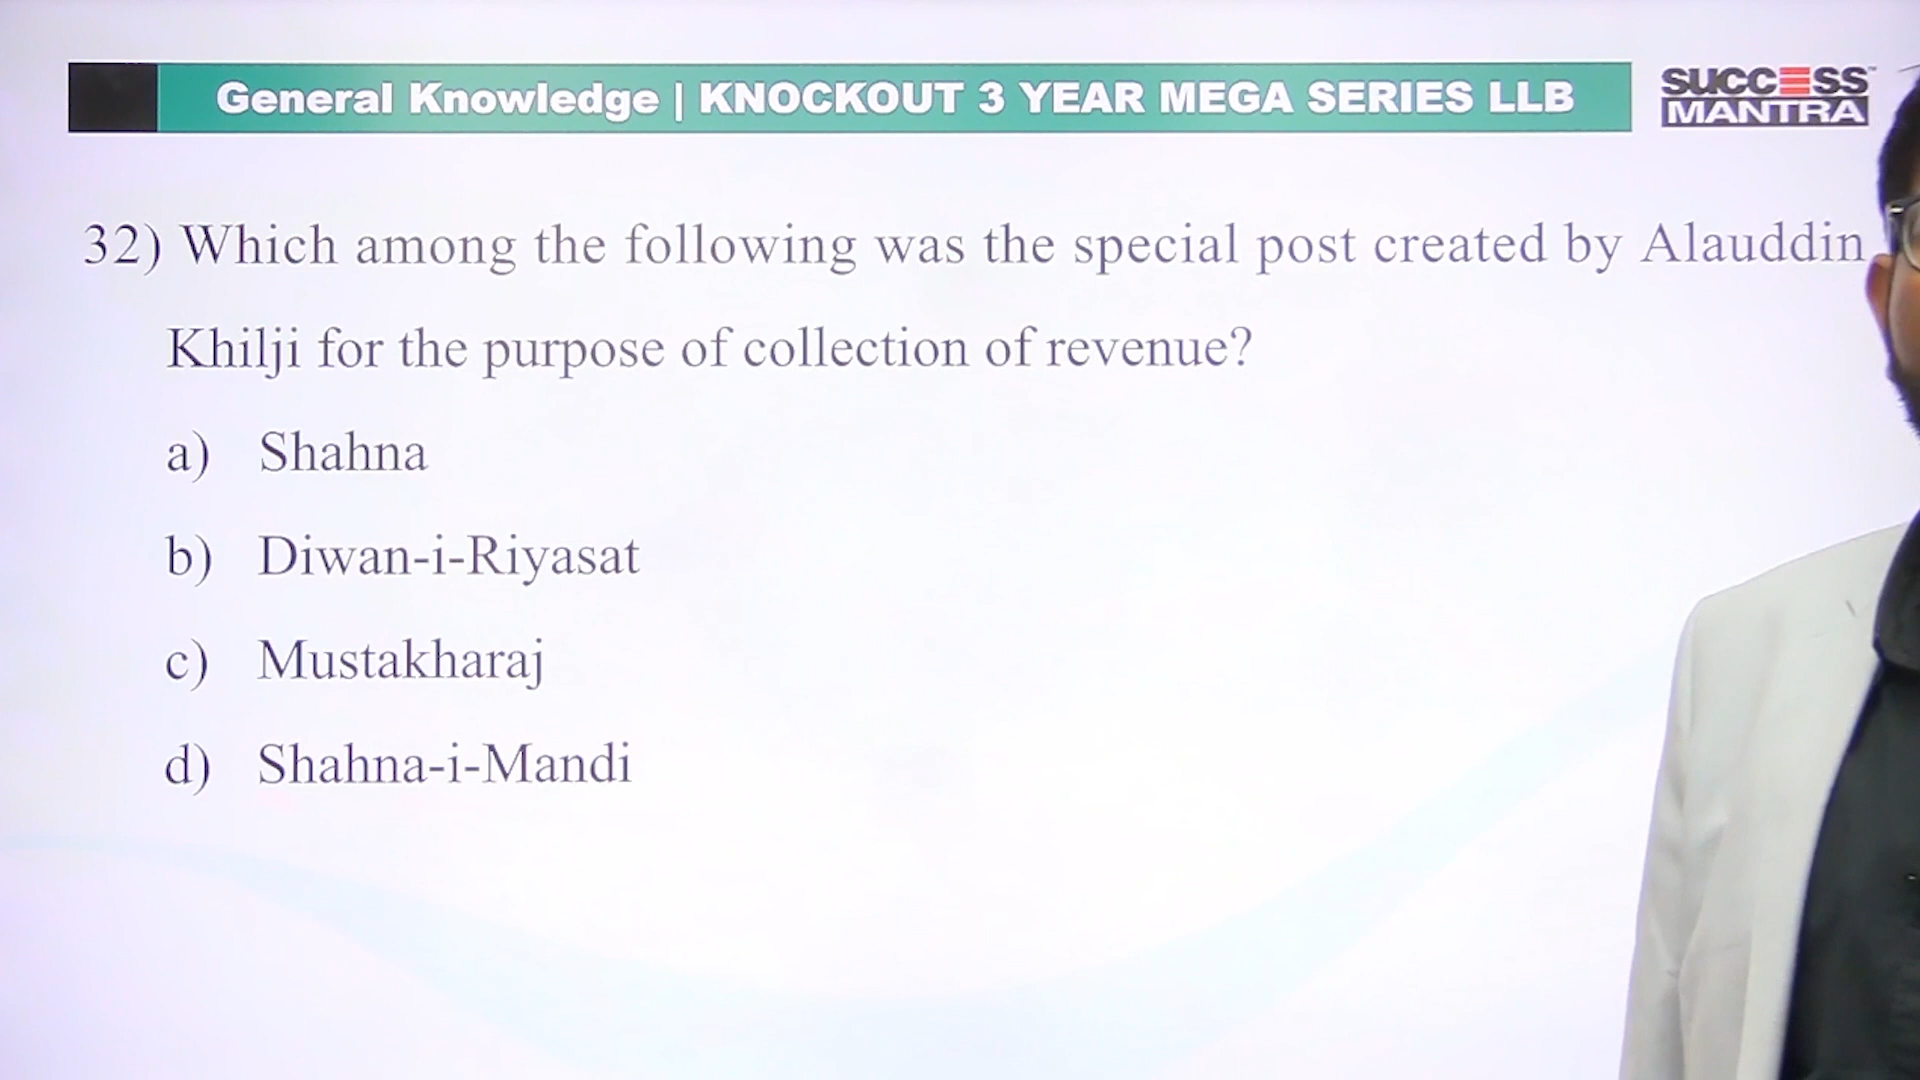 General Knowledge | KNOCKOUT 3 YEAR MEGA SERIES LLB
SUCCESS
MANTRA
32) Which among the following was the special post created by Alauddin
Khilji for the purpose of collection of revenue?
a) Shahna
b) Diwan-i-Riyasat
c) Mustakharaj
d) Shahna-i-Mandi